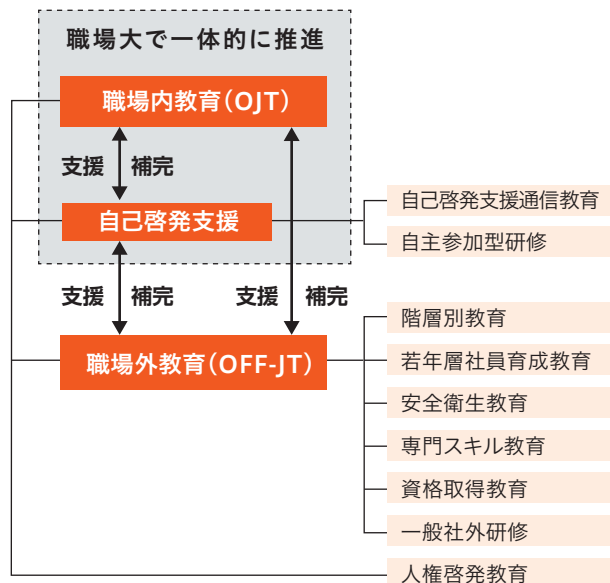 職場大で一体的に推進
職場内教育(OJT)
支援 補完
自己啓発支援
自己啓発支援通信教育
自主参加型研修
支援 補完 支援 補完
職場外教育(OFF-JT)
階層別教育
若年層社員育成教育
安全衛生教育
専門スキル教育
資格取得教育
一般社外研修
人権啓発教育